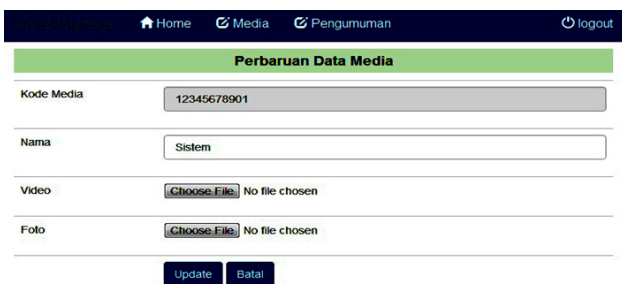 Home Media Pengumuman logout
Perbaruan Data Media
Kode Media 12345678901
Nama Sistem
Video Choose File No file chosen
Foto Choose File No file chosen
Update Batal